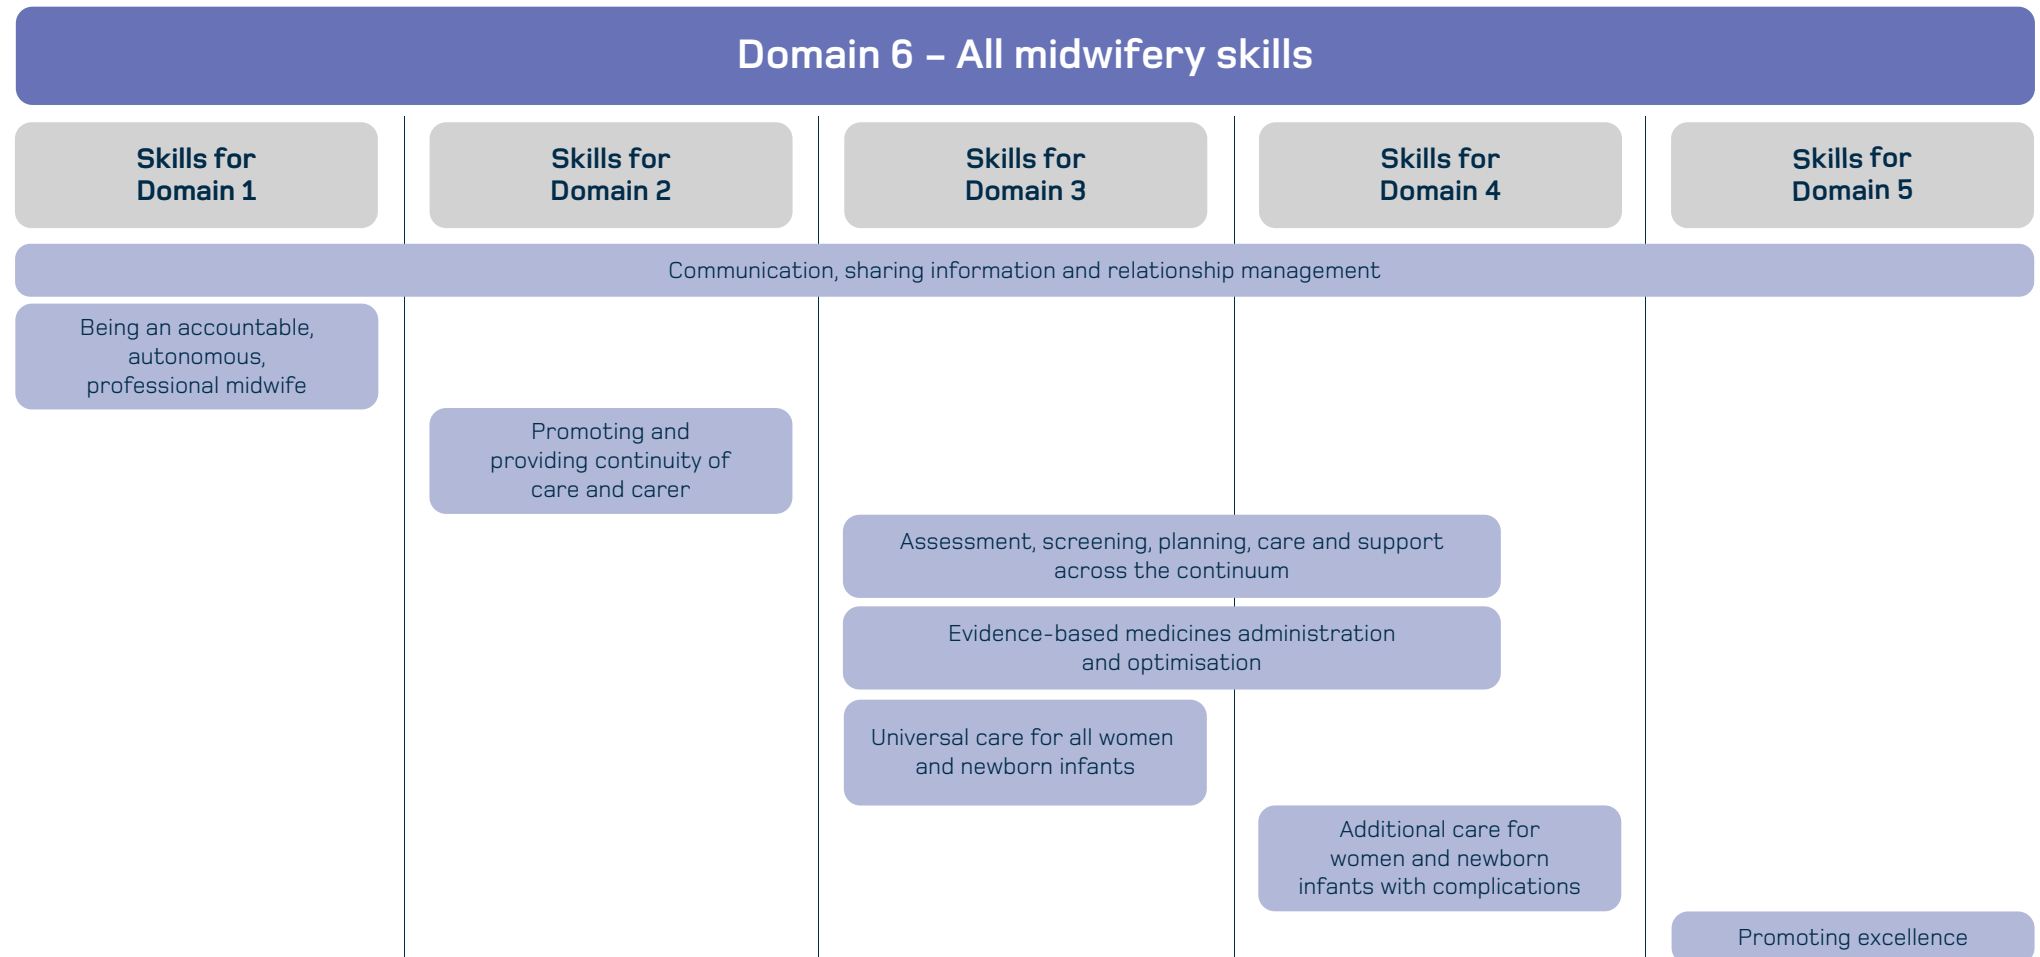 Domain 6 – All midwifery skills
Skills for
Domain 1
Skills for
Domain 2
Skills for
Domain 3
Skills for
Domain 4
Skills for
Domain 5
Communication, sharing information and relationship management
Being an accountable,
autonomous,
professional midwife
Promoting and
providing continuity of
care and carer
Assessment, screening, planning, care and support
across the continuum
Evidence-based medicines administration
and optimisation
Universal care for all women
and newborn infants
Additional care for
women and newborn
infants with complications
Promoting excellence